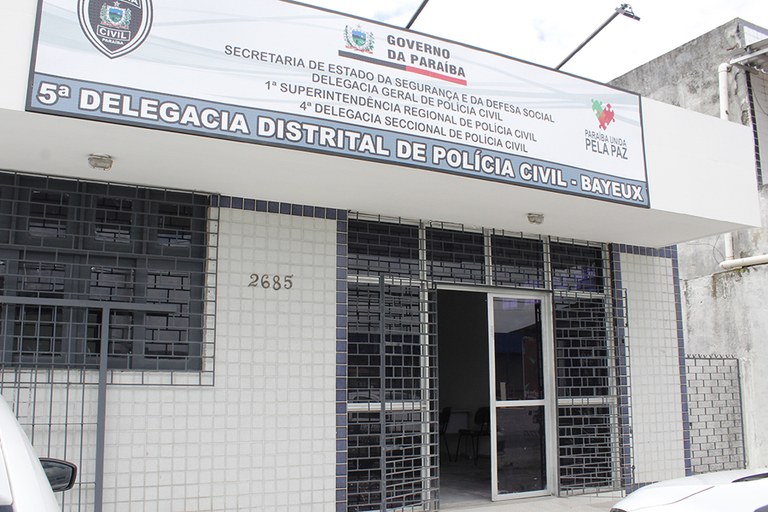 CIVIL
PARAÍBA
GOVERNO
DA PARAÍBA
SECRETARIA DE ESTADO DA SEGURANÇA E DA DEFESA SOCIAL
DELEGACIA GERAL DE POLÍCIA CIVIL
1ª SUPERINTENDÊNCIA REGIONAL DE POLÍCIA CIVIL
4ª DELEGACIA SECCIONAL DE POLÍCIA CIVIL
PARAÍBA UNIDA
PELA PAZ
5ª DELEGACIA DISTRITAL DE POLÍCIA CIVIL - BAYEUX
2685